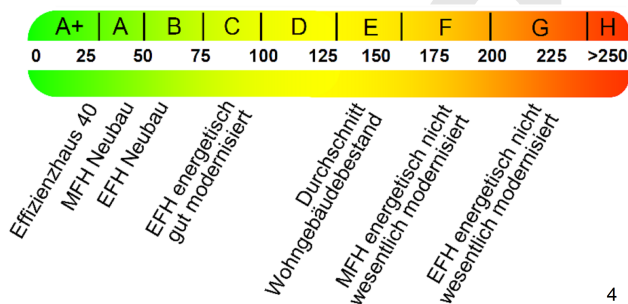 A+ A B C D E F G H
0 25 50 75 100 125 150 175 200 225 >250
Effizienzhaus 40
MFH Neubau
EFH Neubau
EFH energetisch
gut modernisiert
Durchschnitt
Wohngebäudebestand
MFH energetisch nicht
wesentlich modernisiert
EFH energetisch nicht
wesentlich modernisiert
4